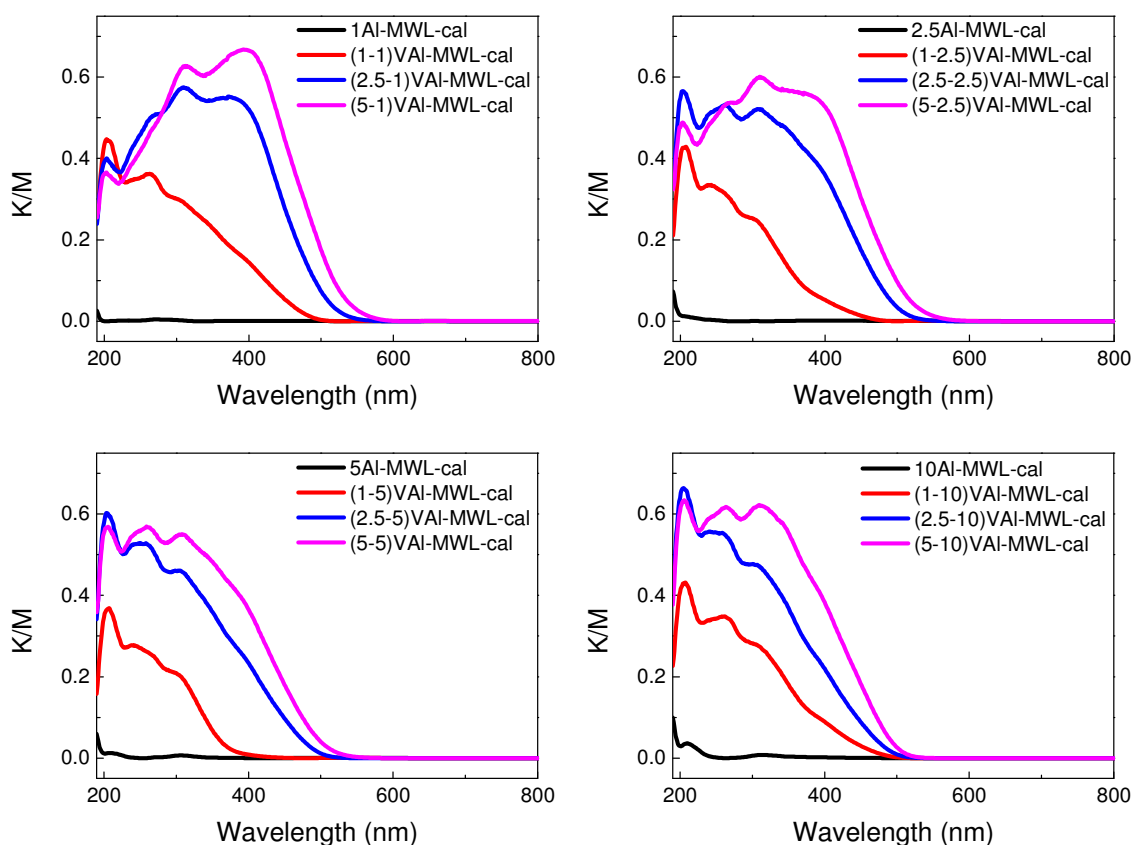 1Al-MWL-cal
(1-1)VAl-MWL-cal
(2.5-1)VAl-MWL-cal
(5-1)VAl-MWL-cal
0.6
0.4
0.2
0.0
K/M
200 400 600 800
Wavelength (nm)
2.5Al-MWL-cal
(1-2.5)VAl-MWL-cal
(2.5-2.5)VAl-MWL-cal
(5-2.5)VAl-MWL-cal
0.6
0.4
0.2
0.0
K/M
200 400 600 800
Wavelength (nm)
5Al-MWL-cal
(1-5)VAl-MWL-cal
(2.5-5)VAl-MWL-cal
(5-5)VAl-MWL-cal
0.6
0.4
0.2
0.0
K/M
200 400 600 800
Wavelength (nm)
10Al-MWL-cal
(1-10)VAl-MWL-cal
(2.5-10)VAl-MWL-cal
(5-10)VAl-MWL-cal
0.6
0.4
0.2
0.0
K/M
200 400 600 800
Wavelength (nm)